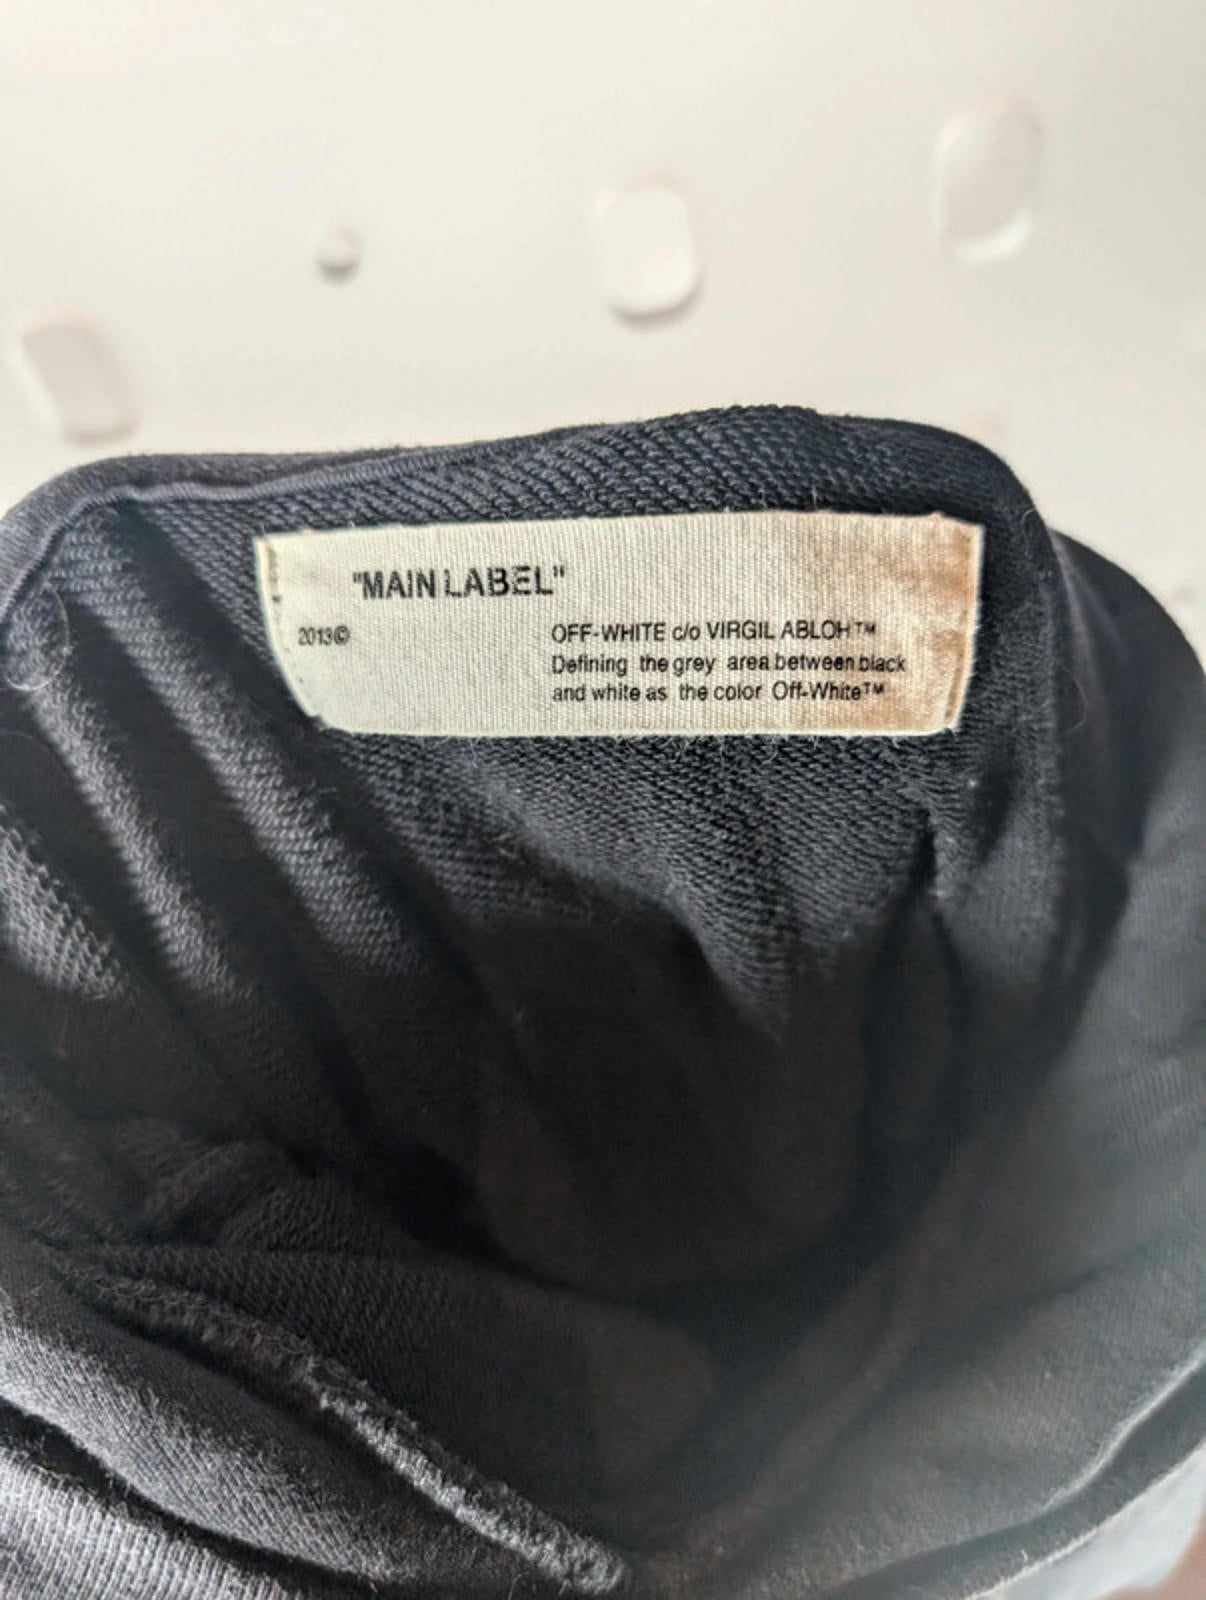 "MAIN LABEL"
2013© OFF-WHITE c/o VIRGIL ABLOH™
Defining the grey area between black
and white as the color Off-White™